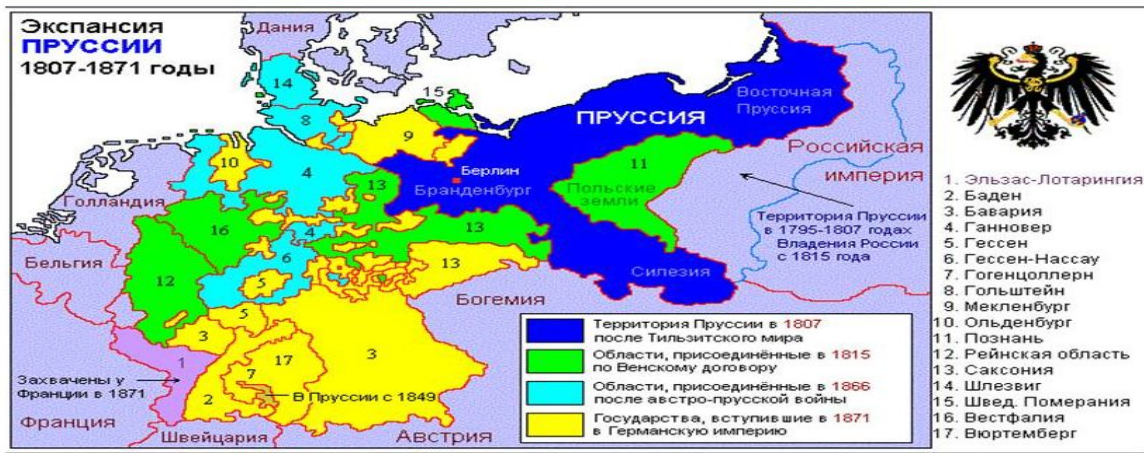 Экспансия
ПРУССИИ
1807-1871 годы
Дания
14
8
15
9
10
4
Берлин
Бранденбург
ПРУССИЯ
Восточная
Пруссия
11
Польские
земли
Российская
империя
Территория Пруссии
в 1795-1807 годах
Владения России
с 1815 года
Голландия
Бельгия
16
13
4
13
6
5
12
13
Силезия
Богемия
5
3
1
17
7
3
2
Захвачены у
Франции в 1871
В Пруссии с 1849
Франция
Швейцария
Австрия
Территория Пруссии в 1807
после Тильзитского мира
Области, присоединённые в 1815
по Венскому договору
Области, присоединённые в 1866
после австро-прусской войны
Государства, вступившие в 1871
в Германскую империю
1. Эльзас-Лотарингия
2. Баден
3. Бавария
4. Ганновер
5. Гессен
6. Гессен-Нассау
7. Гогенцоллерн
8. Гольштейн
9. Мекленбург
10. Ольденбург
11. Познань
12. Рейнская область
13. Саксония
14. Шлезвиг
15. Швед. Померания
16. Вестфалия
17. Вюртемберг